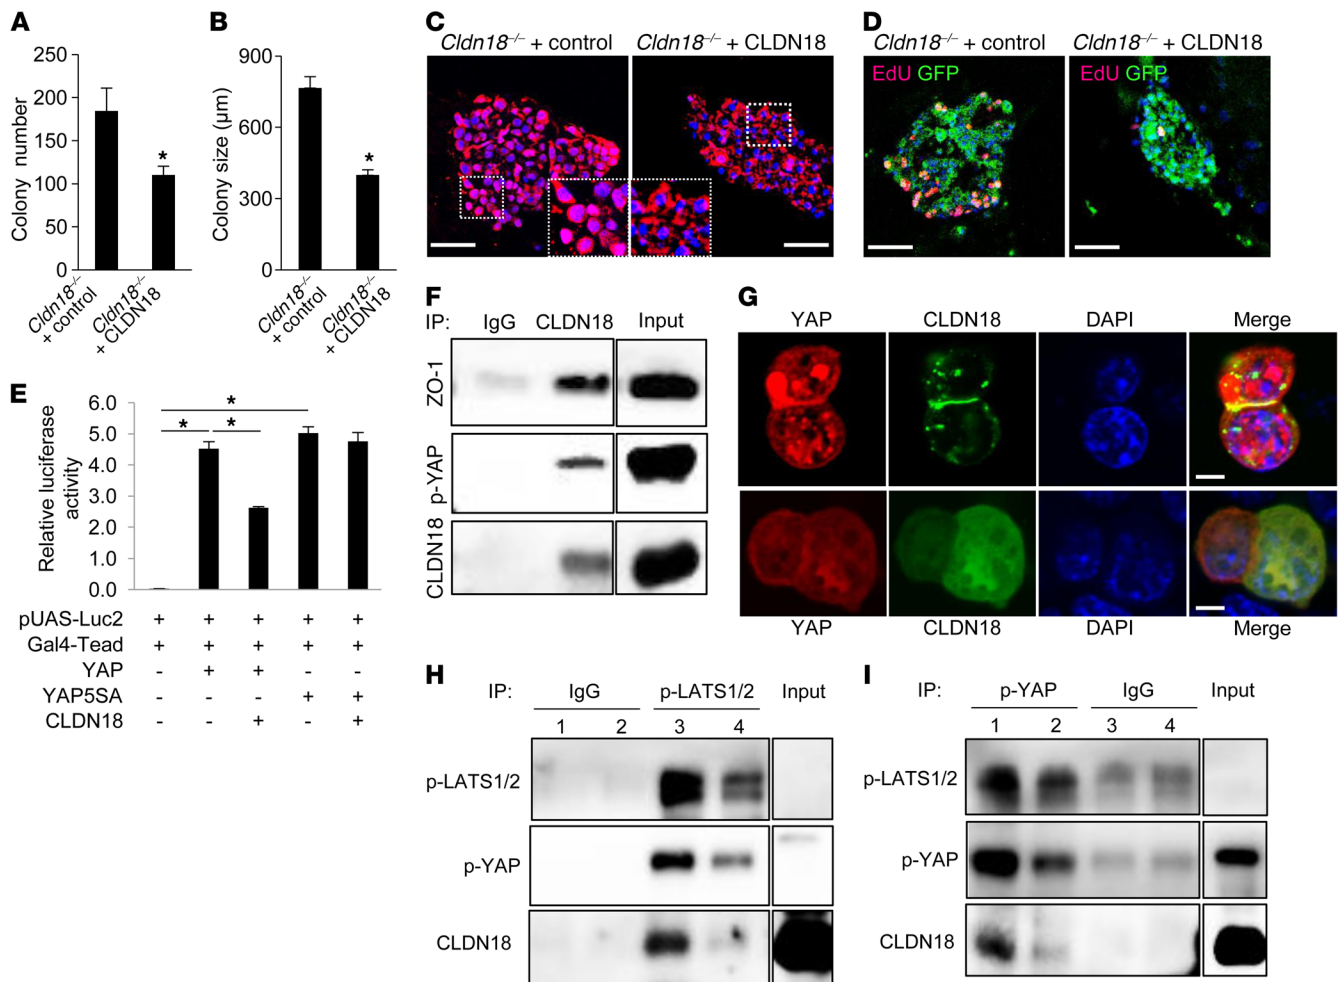 A
Colony number
250
200
150
100
50
0
*
Cldn18–/– + control
Cldn18–/– + CLDN18
B
Colony size (μm)
900
600
300
0
*
Cldn18–/– + control
Cldn18–/– + CLDN18
C
Cldn18–/– + control
Cldn18–/– + CLDN18
D
Cldn18–/– + control
Cldn18–/– + CLDN18
EdU GFP
EdU GFP
E
Relative luciferase activity
6.0
5.0
4.0
3.0
2.0
1.0
0.0
*
* *
pUAS-Luc2 + + + + +
Gal4-Tead + + + + +
YAP - + + - -
YAP5SA - - - + +
CLDN18 - - + - +
F
IP: IgG CLDN18 Input
ZO-1
p-YAP
CLDN18
G
YAP CLDN18 DAPI Merge
YAP CLDN18 DAPI Merge
H
IP: IgG p-LATS1/2 Input
1 2 3 4
p-LATS1/2
p-YAP
CLDN18
I
IP: p-YAP IgG Input
1 2 3 4
p-LATS1/2
p-YAP
CLDN18